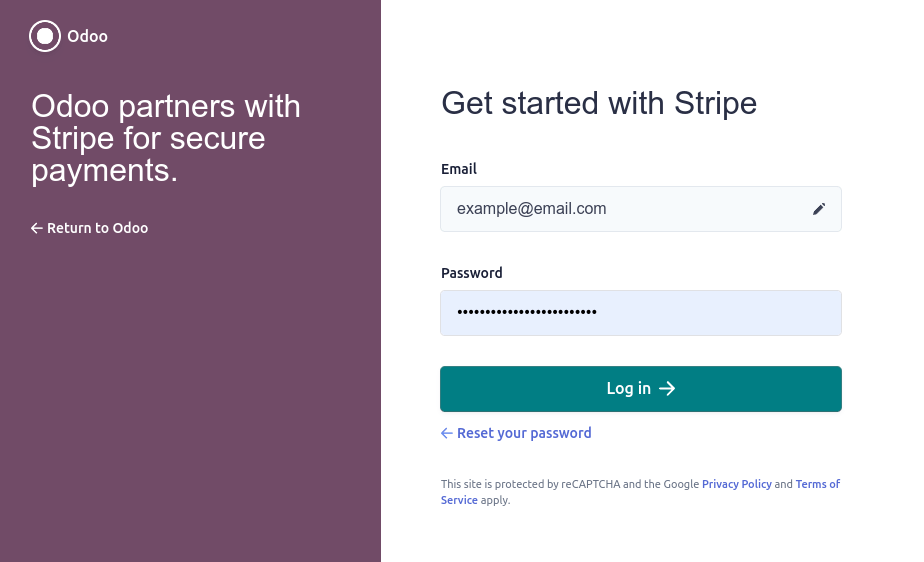 Odoo
Odoo partners with
Stripe for secure
payments.
← Return to Odoo
Get started with Stripe
Email
example@email.com
Password
•••••••••••••••••••••••••
Log in →
← Reset your password
This site is protected by reCAPTCHA and the Google Privacy Policy and Terms of
Service apply.